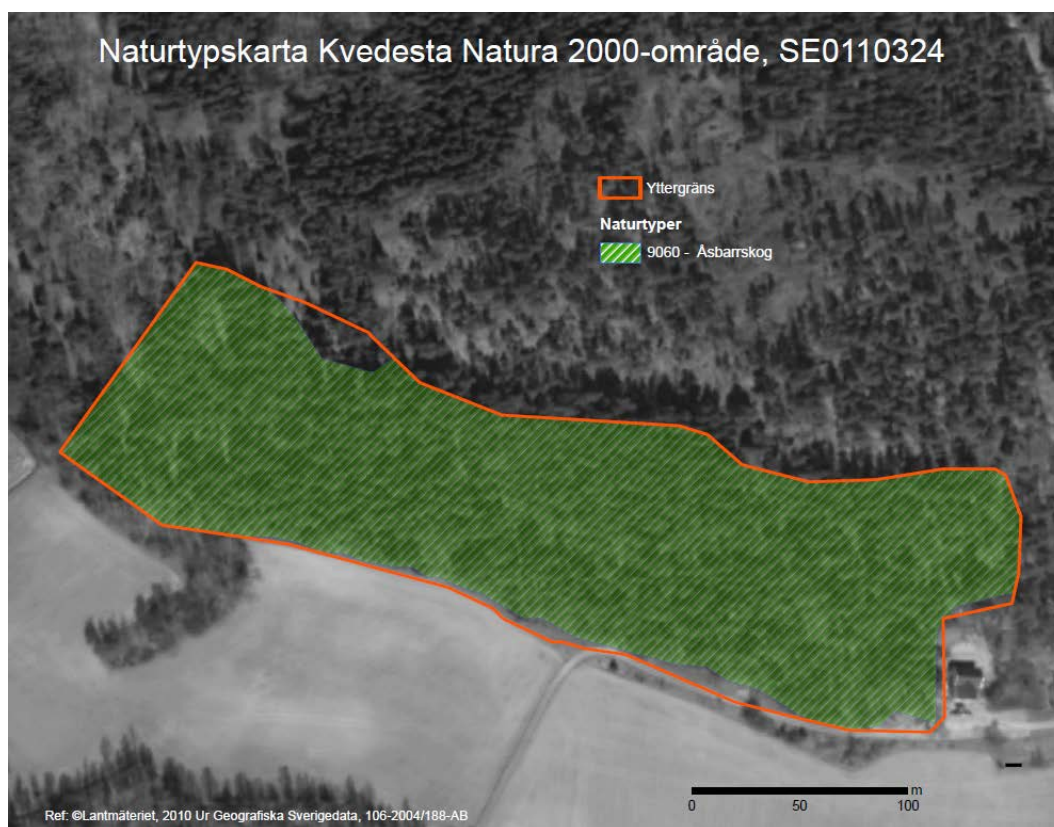 Naturtypskarta Kvedesta Natura 2000-område, SE0110324
Yttergräns
Naturtyper
9060 - Åsbarrskog
m
0 50 100
Ref: ©Lantmäteriet, 2010 Ur Geografiska Sverigedata, 106-2004/188-AB